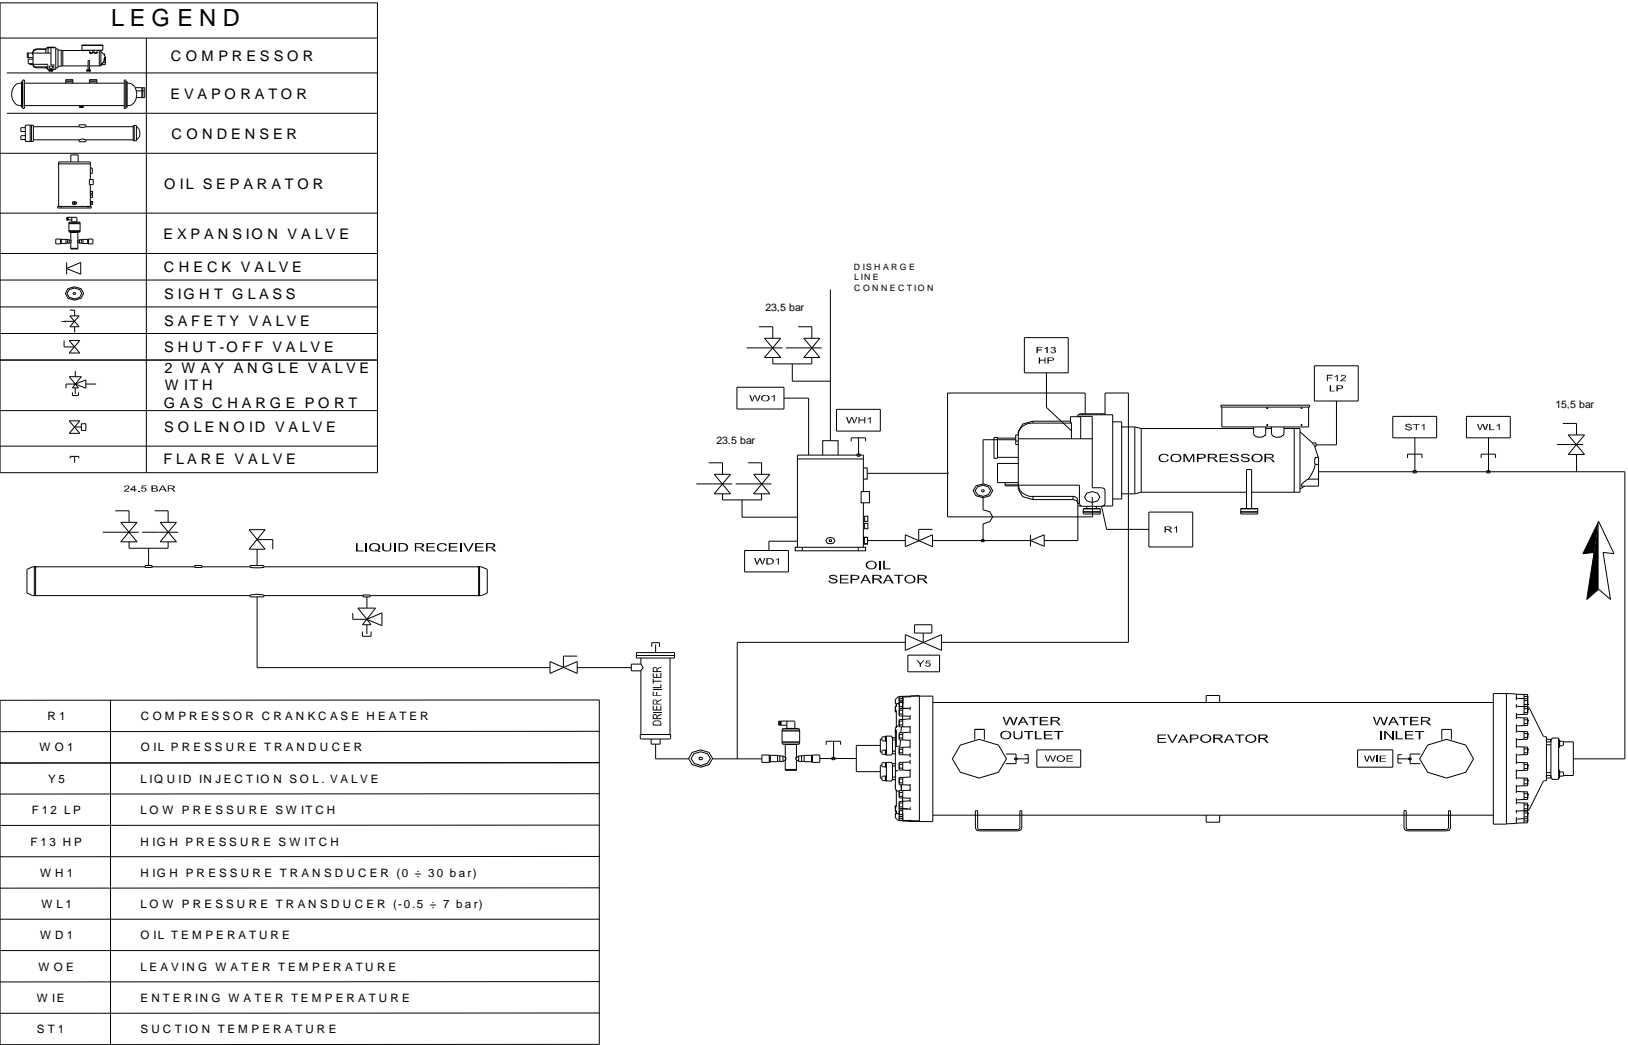 LEGEND
COMPRESSOR
EVAPORATOR
CONDENSER
OIL SEPARATOR
EXPANSION VALVE
CHECK VALVE
SIGHT GLASS
SAFETY VALVE
SHUT-OFF VALVE
2 WAY ANGLE VALVE
WITH
GAS CHARGE PORT
SOLENOID VALVE
FLARE VALVE
DISHARGE
LINE
CONNECTION
23,5 bar
F13
HP
F12
LP
WO1
WH1
15,5 bar
ST1
WL1
23.5 bar
COMPRESSOR
24.5 BAR
R1
LIQUID RECEIVER
WD1
OIL
SEPARATOR
Y5
DRIER FILTER
WATER
OUTLET
WOE
EVAPORATOR
WATER
INLET
WIE
R1 COMPRESSOR CRANKCASE HEATER
WO1 OIL PRESSURE TRANDUCER
Y5 LIQUID INJECTION SOL. VALVE
F12 LP LOW PRESSURE SWITCH
F13 HP HIGH PRESSURE SWITCH
WH1 HIGH PRESSURE TRANSDUCER (0 ÷ 30 bar)
WL1 LOW PRESSURE TRANSDUCER (-0.5 ÷ 7 bar)
WD1 OIL TEMPERATURE
WOE LEAVING WATER TEMPERATURE
WIE ENTERING WATER TEMPERATURE
ST1 SUCTION TEMPERATURE